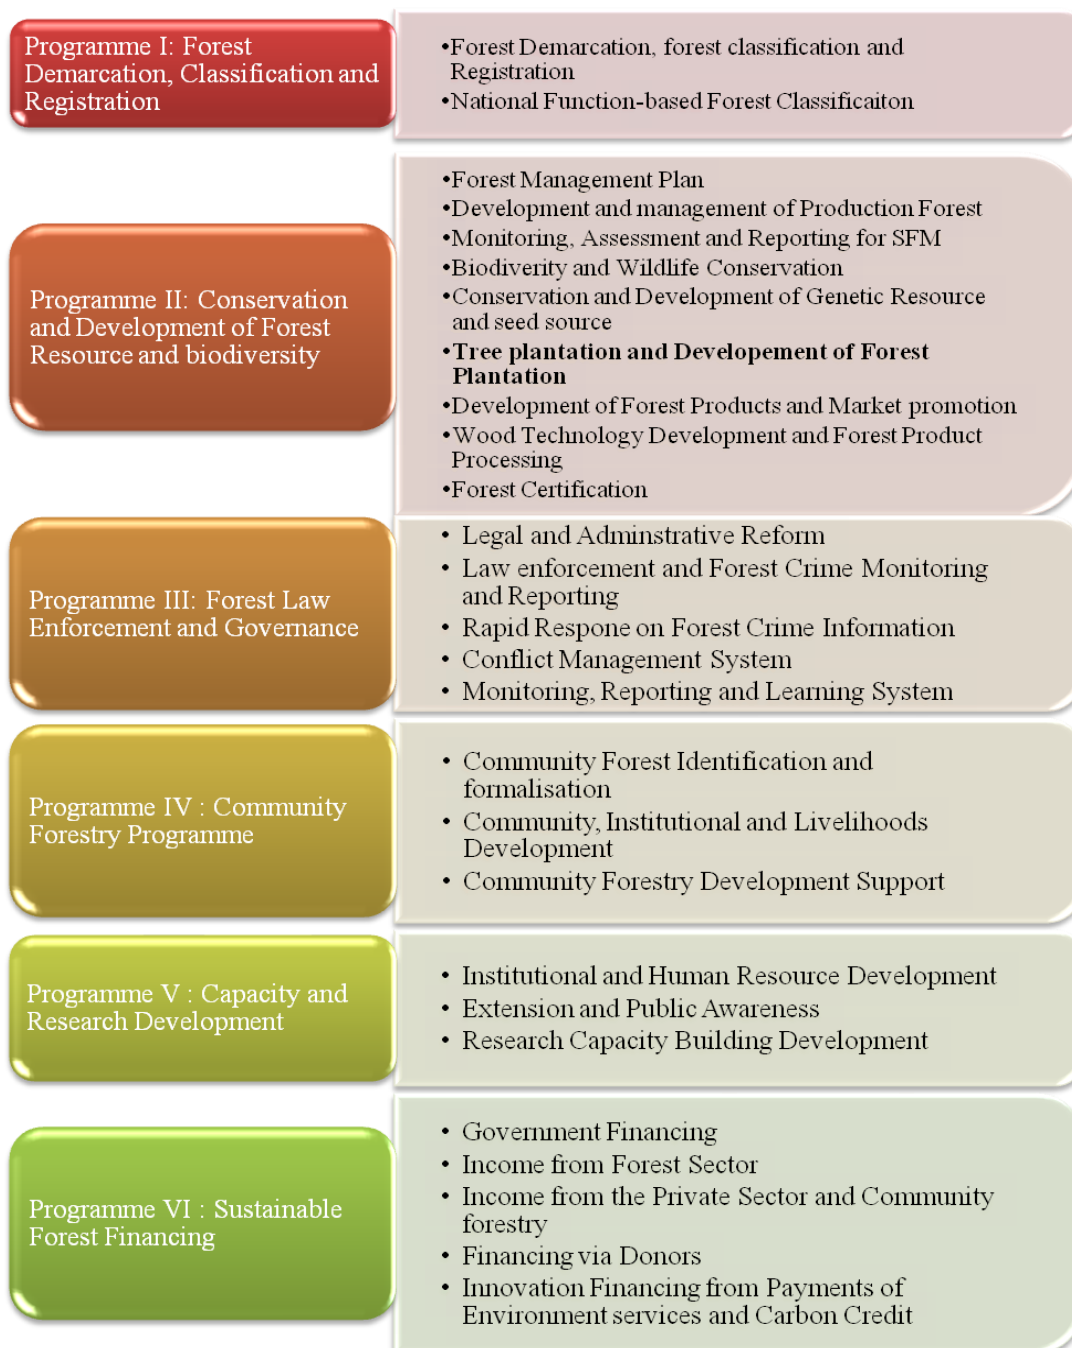 Programme I: Forest
Demarcation, Classification and
Registration
•Forest Demarcation, forest classification and
Registration
•National Function-based Forest Classificaiton
Programme II: Conservation
and Development of Forest
Resource and biodiversity
•Forest Management Plan
•Development and management of Production Forest
•Monitoring, Assessment and Reporting for SFM
•Biodiverity and Wildlife Conservation
•Conservation and Development of Genetic Resource
and seed source
•Tree plantation and Developement of Forest
Plantation
•Development of Forest Products and Market promotion
•Wood Technology Development and Forest Product
Processing
•Forest Certification
Programme III: Forest Law
Enforcement and Governance
• Legal and Adminstrative Reform
• Law enforcement and Forest Crime Monitoring
and Reporting
• Rapid Respone on Forest Crime Information
• Conflict Management System
• Monitoring, Reporting and Learning System
Programme IV : Community
Forestry Programme
• Community Forest Identification and
formalisation
• Community, Institutional and Livelihoods
Development
• Community Forestry Development Support
Programme V : Capacity and
Research Development
• Institutional and Human Resource Development
• Extension and Public Awareness
• Research Capacity Building Development
Programme VI : Sustainable
Forest Financing
• Government Financing
• Income from Forest Sector
• Income from the Private Sector and Community
forestry
• Financing via Donors
• Innovation Financing from Payments of
Environment services and Carbon Credit